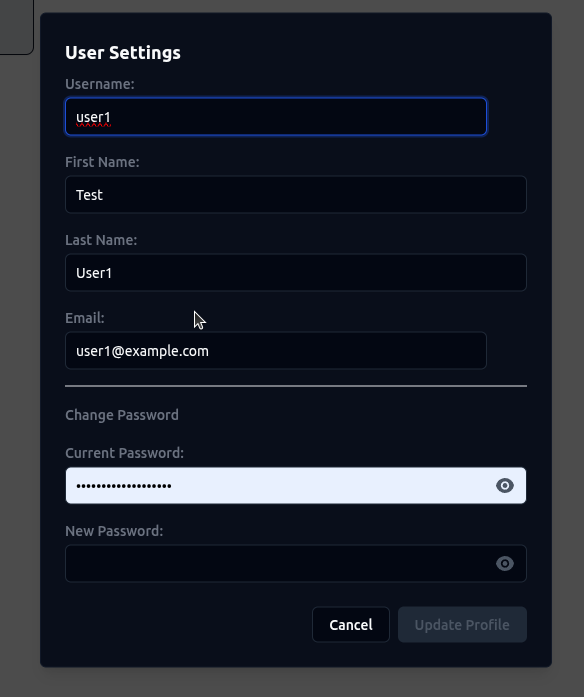 User Settings
Username:
user1
First Name:
Test
Last Name:
User1
Email:
user1@example.com
Change Password
Current Password:
•••••••••••••••••••
New Password:
Cancel Update Profile